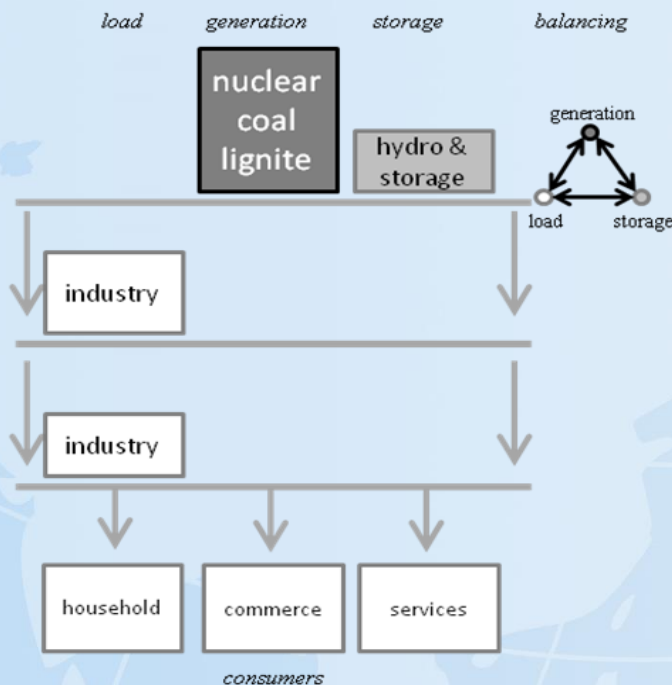 load generation storage balancing
nuclear
coal
lignite
hydro &
storage
generation
load storage
industry
industry
household commerce services
consumers